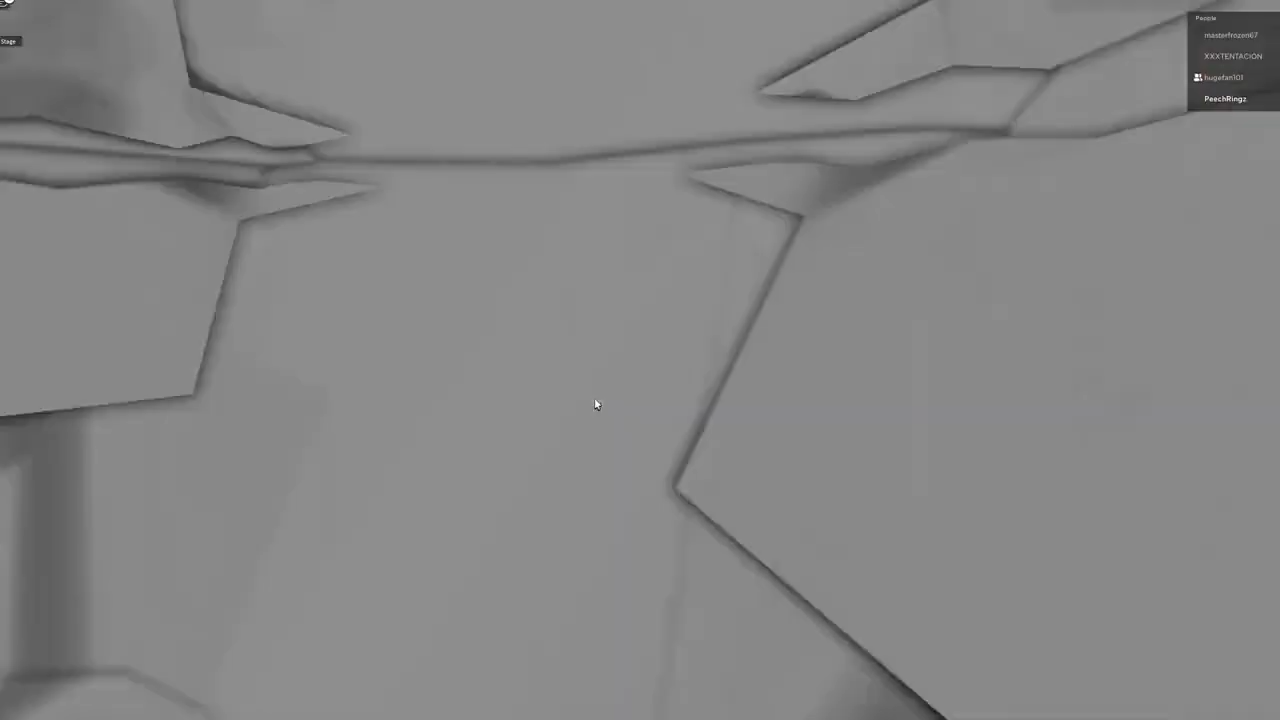 Stage
People
masterfrozen67
XXXTENTACION
hugefan101
PeechRingz